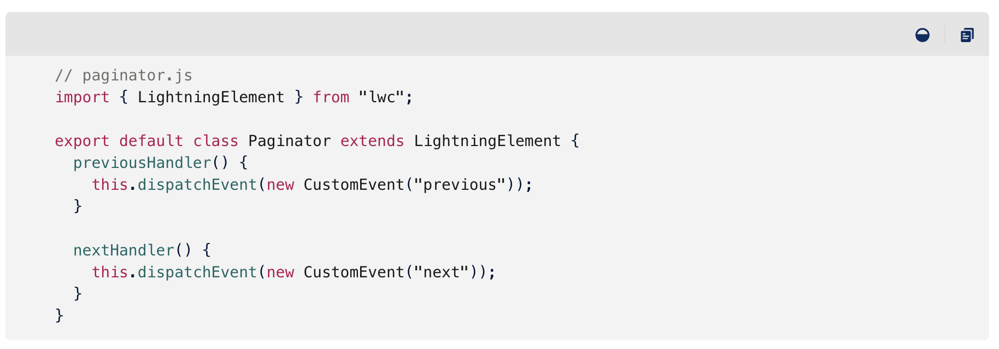 // paginator.js
import { LightningElement } from "lwc";
export default class Paginator extends LightningElement {
  previousHandler() {
    this.dispatchEvent(new CustomEvent("previous"));
  }
  nextHandler() {
    this.dispatchEvent(new CustomEvent("next"));
  }
}